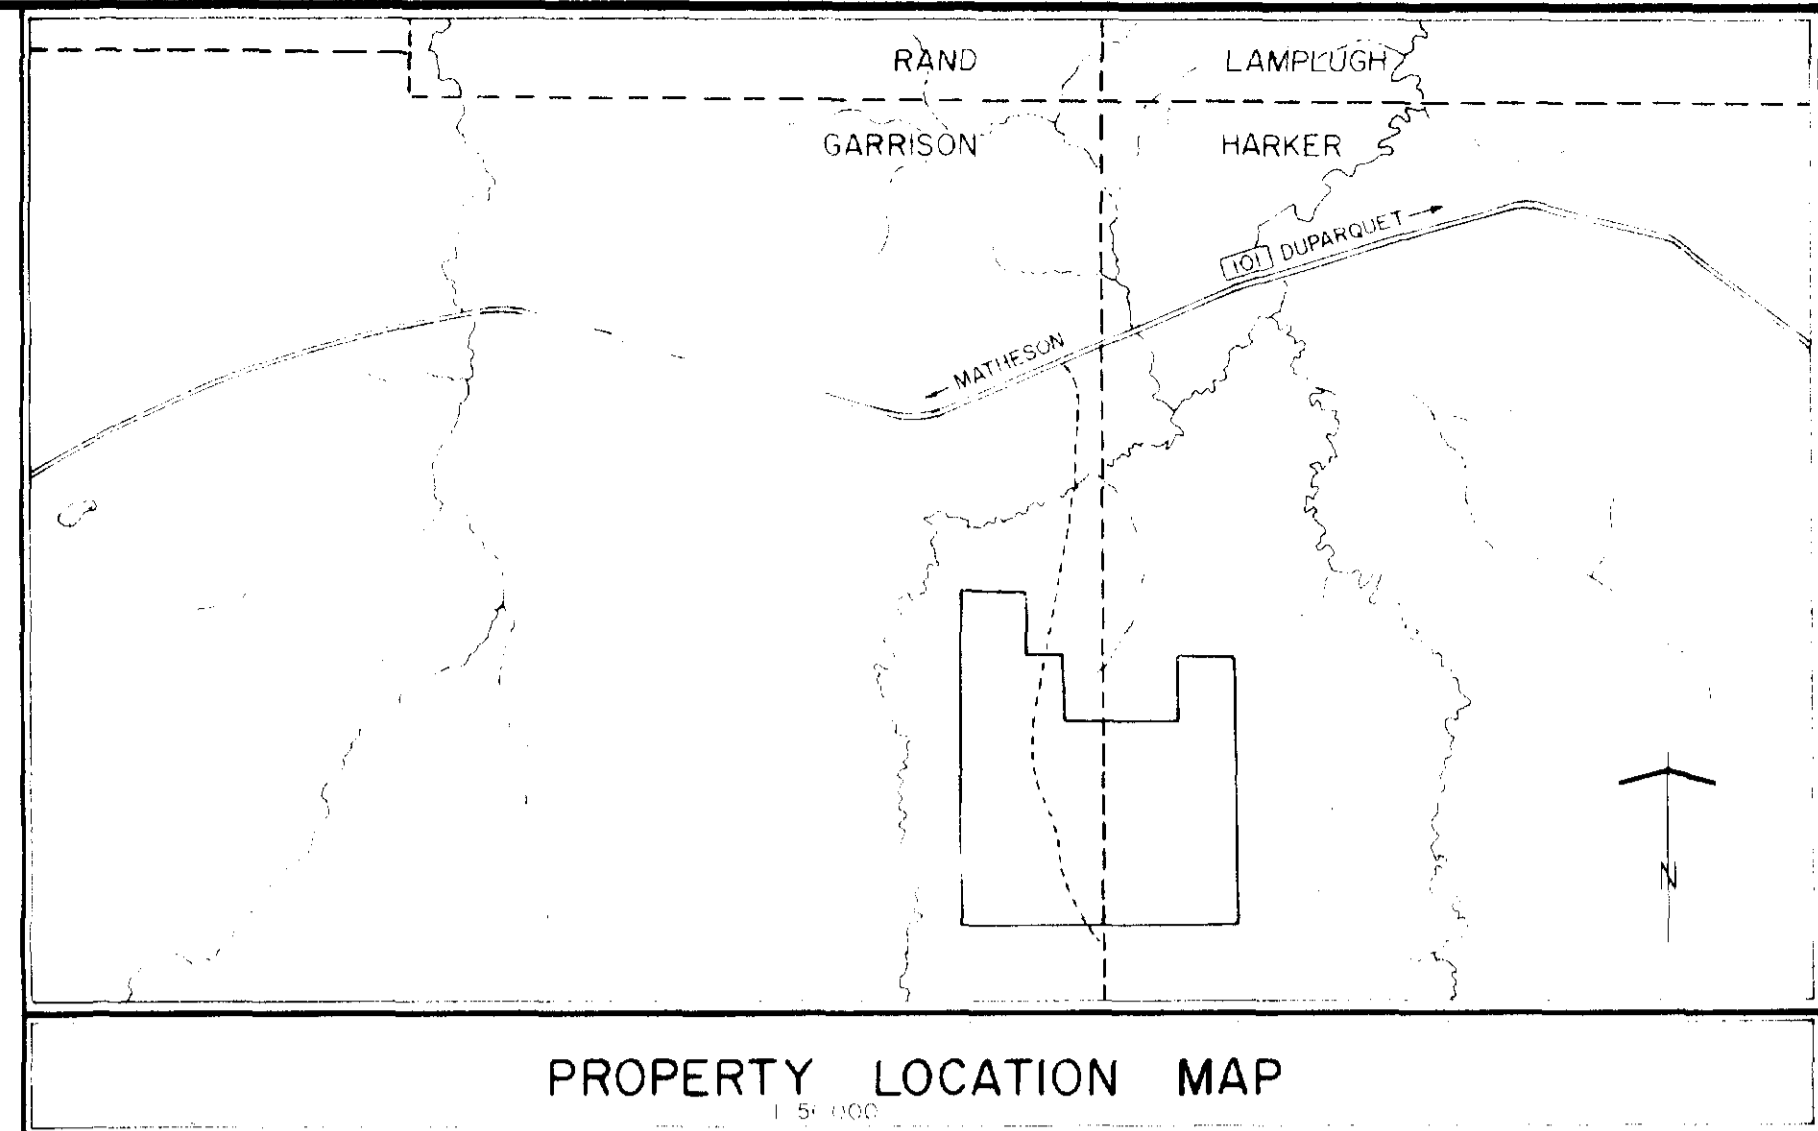 RAND
LAMPLUGH
GARRISON
HARKER
101 DUPARQUET
MATHESON
N
PROPERTY LOCATION MAP